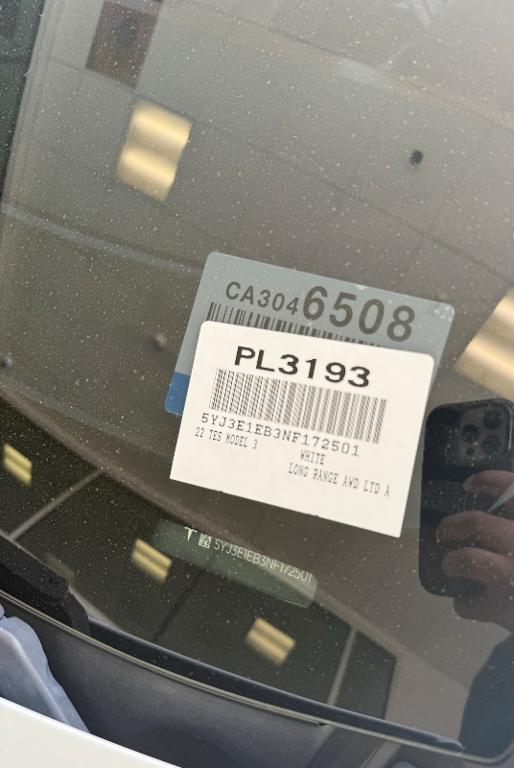 CA3046508
PL3193
5YJ3E1EB3NF172501
22 TES MODEL 3 WHITE
LONG RANGE AWD LTD A
5YJ3E1EB3NF172501